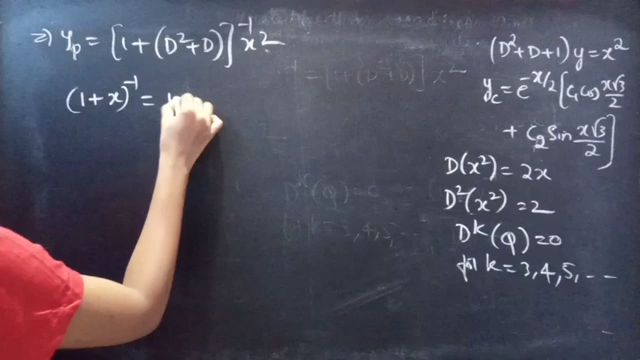 ⇒ y_p = [1 + (D²+D)]⁻¹ x²
(1+x)⁻¹ = 1
(D²+D+1)y = x²
y_c = e^(-x/2) [c₁ cos x√3/2
+ c₂ sin x√3/2]
D(x²) = 2x
D²(x²) = 2
D^k(Q) = 0
for k = 3, 4, 5, ---